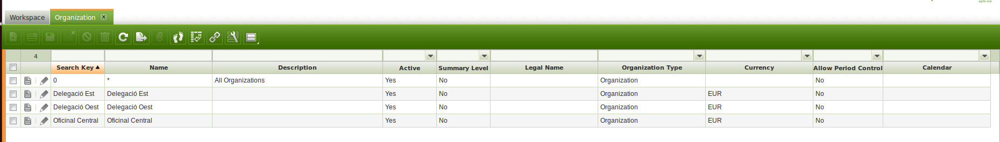 agile erp
Workspace Organization
4
Search Key Name Description Active Summary Level Legal Name Organization Type Currency Allow Period Control Calendar
0 * All Organizations Yes No Organization No
Delegació Est Delegació Est Yes No Organization EUR No
Delegació Oest Delegació Oest Yes No Organization EUR No
Oficinal Central Oficinal Central Yes No Organization EUR No